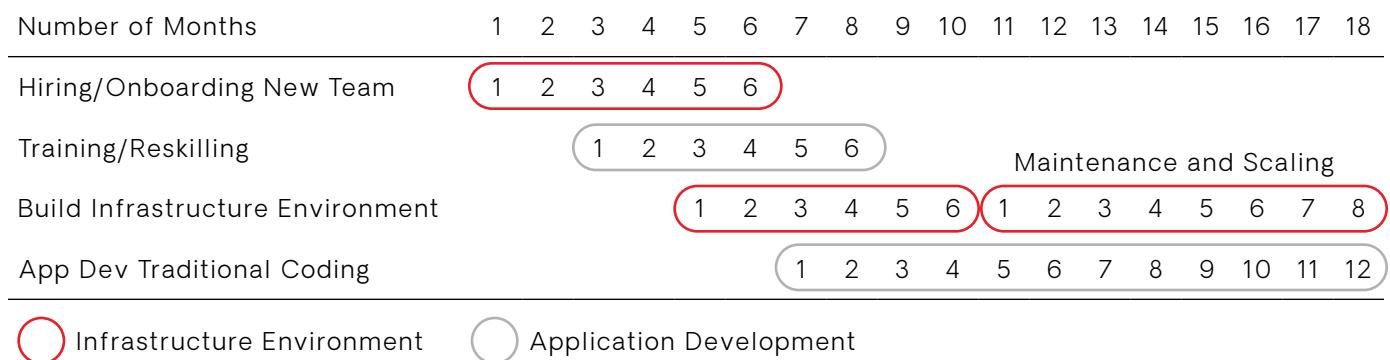 Number of Months 1 2 3 4 5 6 7 8 9 10 11 12 13 14 15 16 17 18
Hiring/Onboarding New Team 1 2 3 4 5 6
Training/Reskilling 1 2 3 4 5 6
Maintenance and Scaling
Build Infrastructure Environment 1 2 3 4 5 6 1 2 3 4 5 6 7 8
App Dev Traditional Coding 1 2 3 4 5 6 7 8 9 10 11 12
Infrastructure Environment Application Development